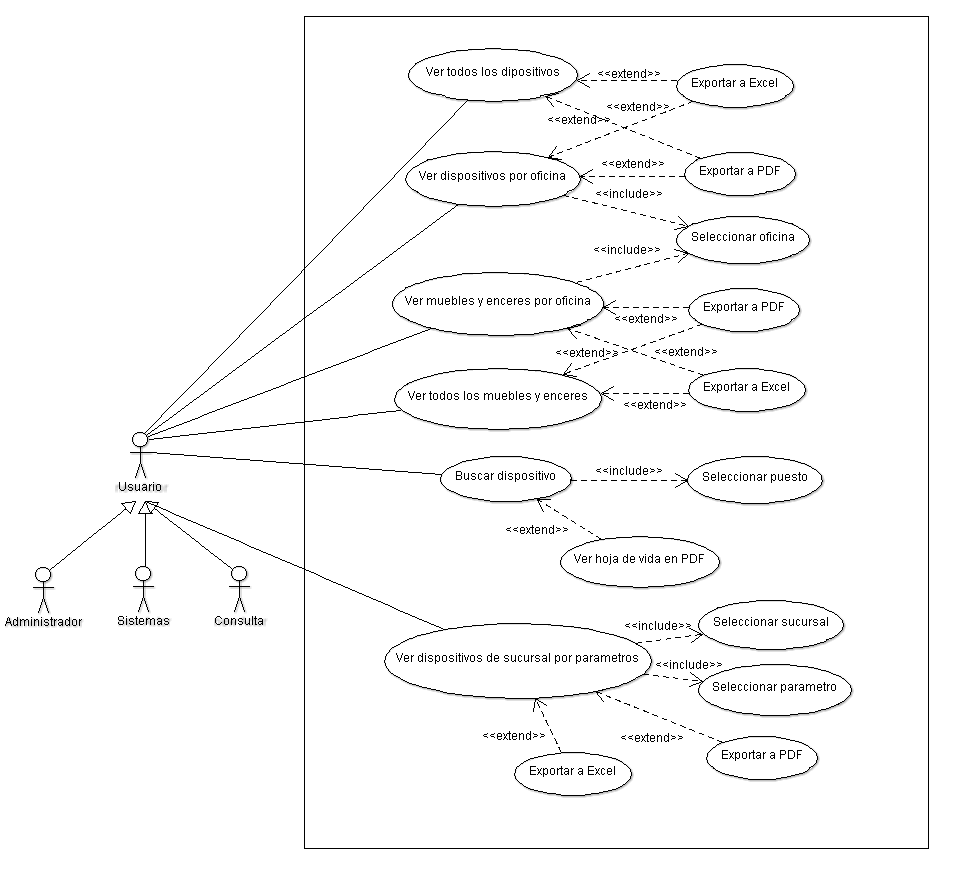 Ver todos los dipositivos
<<extend>>
Exportar a Excel
<<extend>>
<<extend>>
Ver dispositivos por oficina
<<extend>>
Exportar a PDF
<<include>>
Seleccionar oficina
<<include>>
Ver muebles y enceres por oficina
Exportar a PDF
<<extend>>
<<extend>>
<<extend>>
Ver todos los muebles y enceres
Exportar a Excel
<<extend>>
Buscar dispositivo
<<include>>
Seleccionar puesto
Usuario
<<extend>>
Ver hoja de vida en PDF
Administrador
Sistemas
Consulta
<<include>>
Seleccionar sucursal
Ver dispositivos de sucursal por parametros
<<include>>
Seleccionar parametro
<<extend>>
<<extend>>
Exportar a PDF
Exportar a Excel